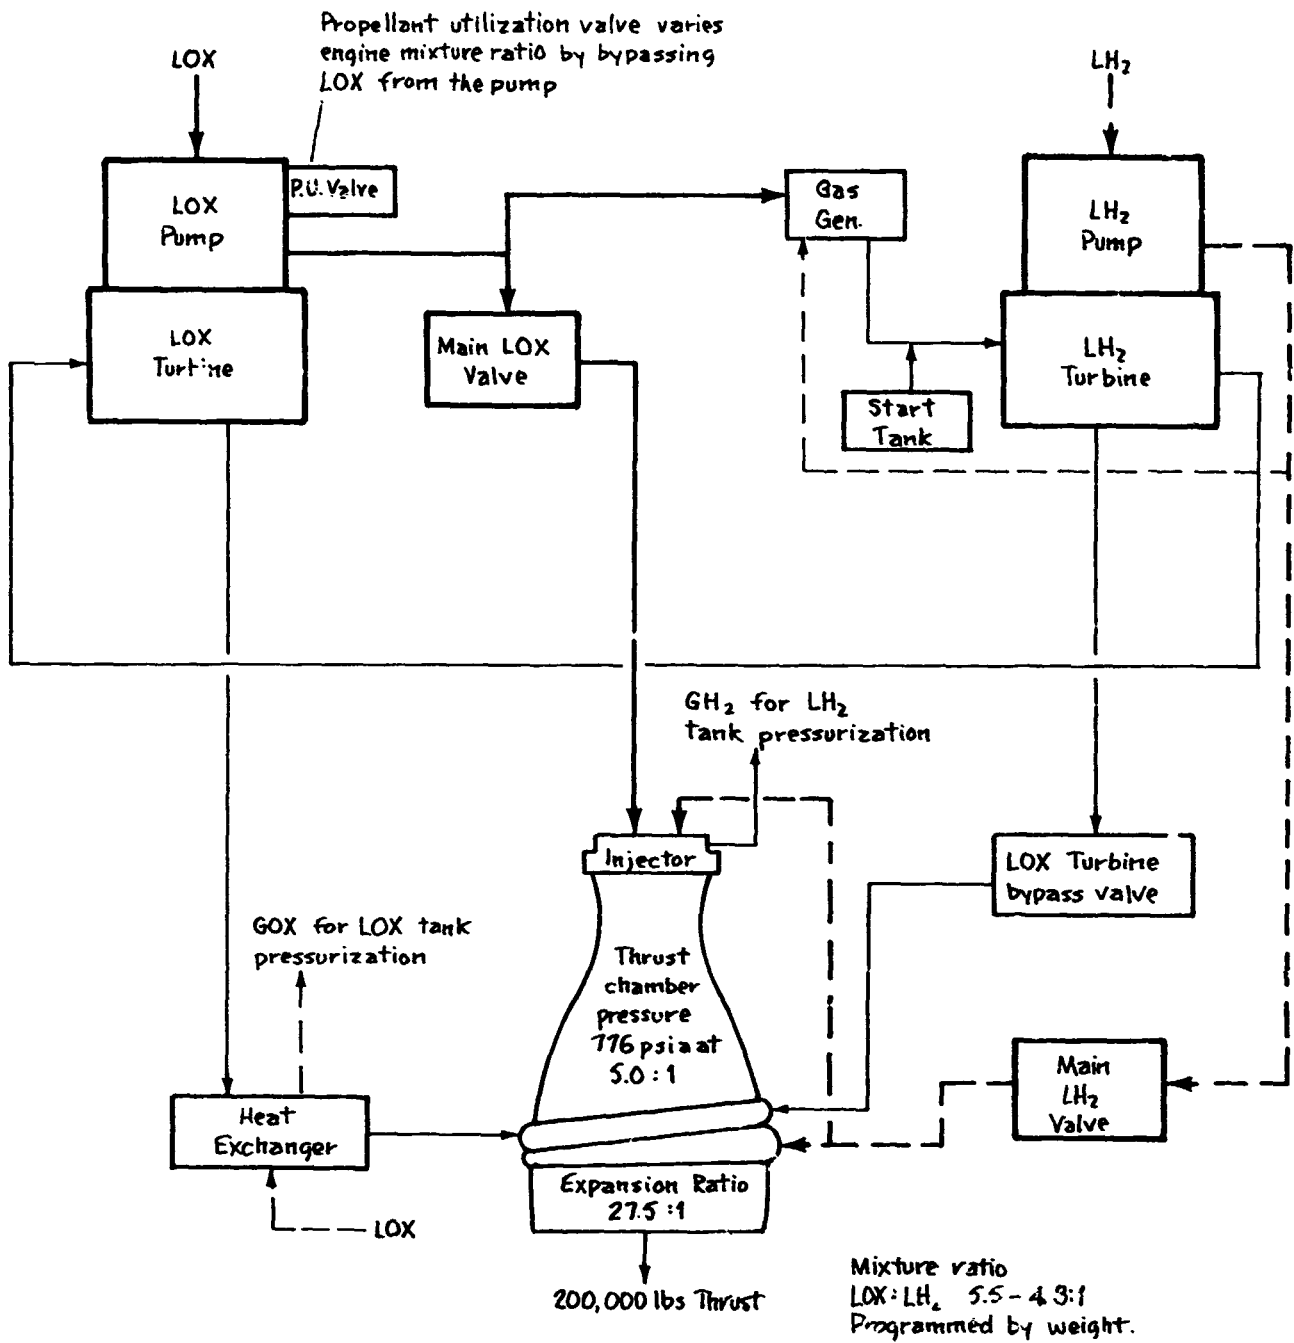 Propellant utilization valve varies
engine mixture ratio by bypassing
LOX from the pump
LOX
LH₂
LOX
Pump
P.U. Valve
Gas
Gen.
LH₂
Pump
LOX
Turbine
Main LOX
Valve
LH₂
Turbine
Start
Tank
GH₂ for LH₂
tank pressurization
Injector
LOX Turbine
bypass valve
GOX for LOX tank
pressurization
Thrust
chamber
pressure
776 psia at
5.0 : 1
Main
LH₂
Valve
Heat
Exchanger
Expansion Ratio
27.5 :1
LOX
200,000 lbs Thrust
Mixture ratio
LOX:LH₂ 5.5 - 4.3:1
Programmed by weight.